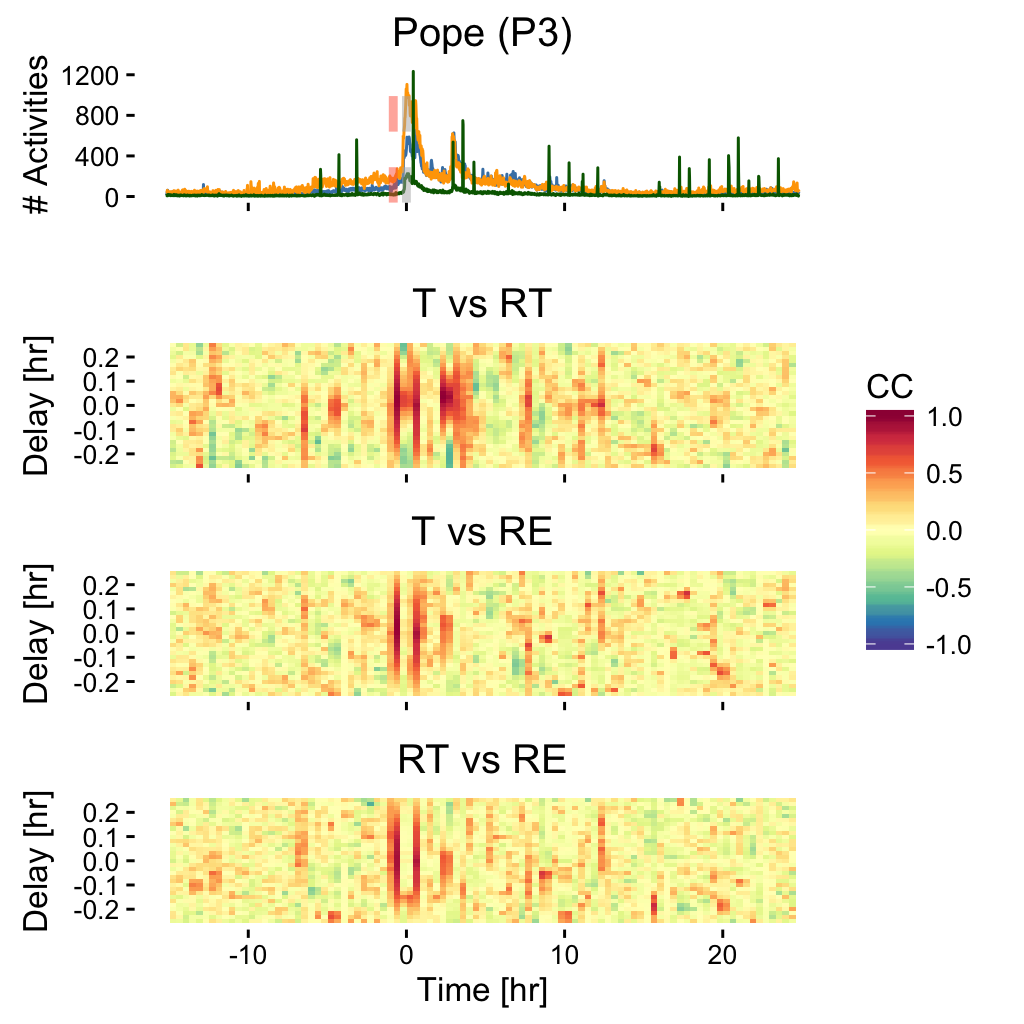 Pope (P3)
# Activities
1200
800
400
0
T vs RT
Delay [hr]
0.2
0.1
0.0
-0.1
-0.2
CC
1.0
0.5
0.0
-0.5
-1.0
T vs RE
Delay [hr]
0.2
0.1
0.0
-0.1
-0.2
RT vs RE
Delay [hr]
0.2
0.1
0.0
-0.1
-0.2
-10 0 10 20
Time [hr]